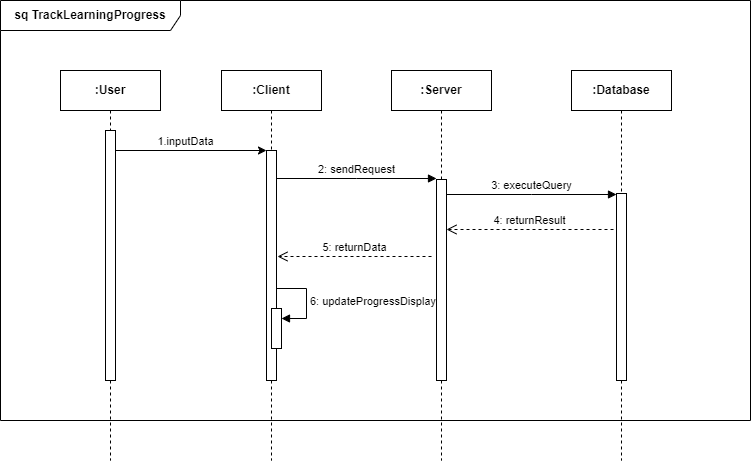 sq TrackLearningProgress
:User
:Client
:Server
:Database
1.inputData
2: sendRequest
3: executeQuery
4: returnResult
5: returnData
6: updateProgressDisplay